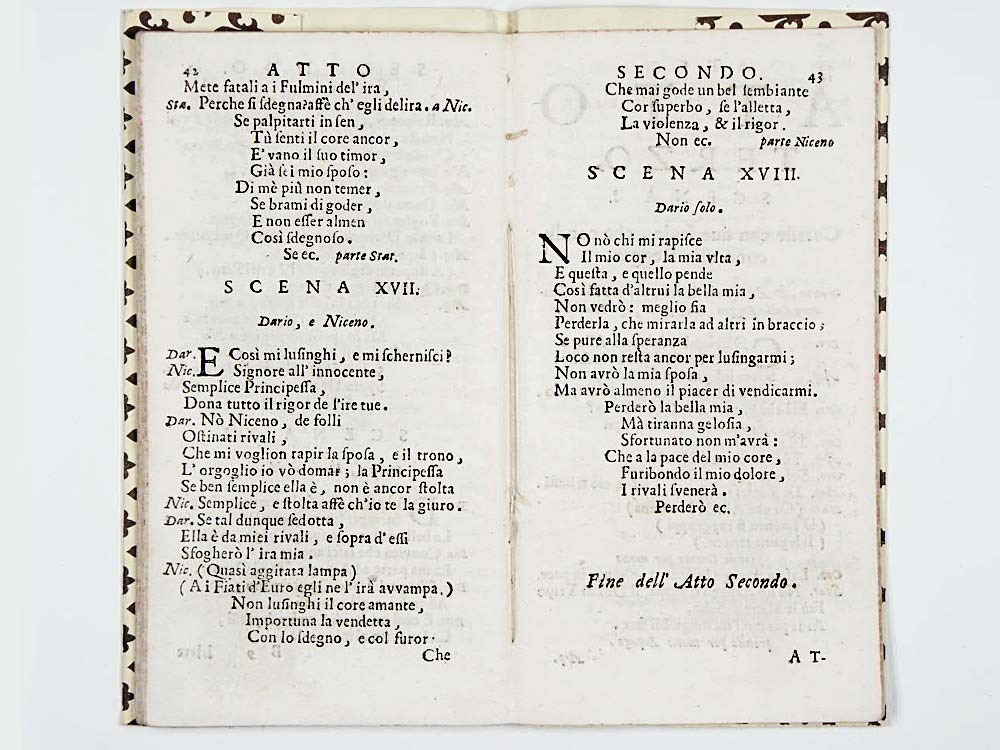 42 ATTO
Mete fatali a i Fulmini del' ira,
Sta. Perche si sdegna? affè ch' egli delira. a Nic.
Se palpitarti in sen,
Tù senti il core ancor,
E' vano il suo timor,
Già sei mio sposo:
Di mè più non temer,
Se brami di goder,
E non esser almen
Così sdegnoso.
Se ec. parte Stat.
SCENA XVII.
Dario, e Niceno.
Dar. E Così mi lusinghi, e mi schernisci?
Nic. Signore all' innocente,
Semplice Principessa,
Dona tutto il rigor de l'ire tue.
Dar. Nò Niceno, de folli
Ostinati rivali,
Che mi voglion rapir la sposa, e il trono,
L' orgoglio io vò domar; la Principessa
Se ben semplice ella è, non è ancor stolta
Nic. Semplice, e stolta affè ch'io te la giuro.
Dar. Se tal dunque sedotta,
Ella è da miei rivali, e sopra d'essi
Sfogherò l' ira mia.
Nic. (Quasi aggitata lampa)
(A i Fiati d'Euro egli ne l' irà avvampa.)
Non lusinghi il core amante,
Importuna la vendetta,
Con lo sdegno, e col furor.
Che
SECONDO. 43
Che mai gode un bel sembiante
Cor superbo, se l'alletta,
La violenza, & il rigor.
Non ec. parte Niceno
SCENA XVIII.
Dario solo.
NO nò chi mi rapisce
Il mio cor, la mia vlta,
E questa, e quello pende
Così fatta d'altrui la bella mia,
Non vedrò: meglio fia
Perderla, che mirarla ad altri in braccio;
Se pure alla speranza
Loco non resta ancor per lusingarmi;
Non avrò la mia sposa,
Ma avrò almeno il piacer di vendicarmi.
Perderò la bella mia,
Mà tiranna gelosia,
Sfortunato non m'avrà:
Che a la pace del mio core,
Furibondo il mio dolore,
I rivali svenerà.
Perderò ec.
Fine dell' Atto Secondo.
AT-